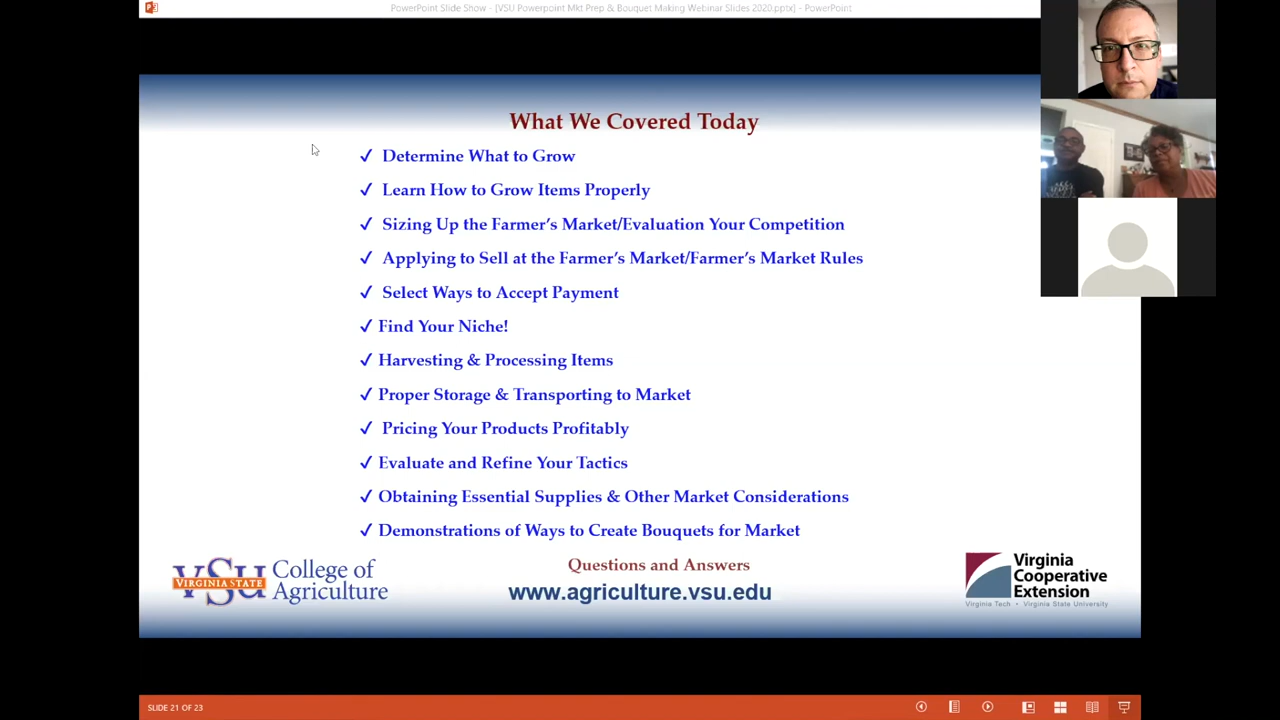 PowerPoint Slide Show - [VSU Powerpoint Mkt Prep & Bouquet Making Webinar Slides 2020.pptx] - PowerPoint
What We Covered Today
✓ Determine What to Grow
✓ Learn How to Grow Items Properly
✓ Sizing Up the Farmer's Market/Evaluation Your Competition
✓ Applying to Sell at the Farmer's Market/Farmer's Market Rules
✓ Select Ways to Accept Payment
✓ Find Your Niche!
✓ Harvesting & Processing Items
✓ Proper Storage & Transporting to Market
✓ Pricing Your Products Profitably
✓ Evaluate and Refine Your Tactics
✓ Obtaining Essential Supplies & Other Market Considerations
✓ Demonstrations of Ways to Create Bouquets for Market
Questions and Answers
www.agriculture.vsu.edu
VSU
VIRGINIA STATE
College of
Agriculture
Virginia
Cooperative
Extension
Virginia Tech • Virginia State University
SLIDE 21 OF 23